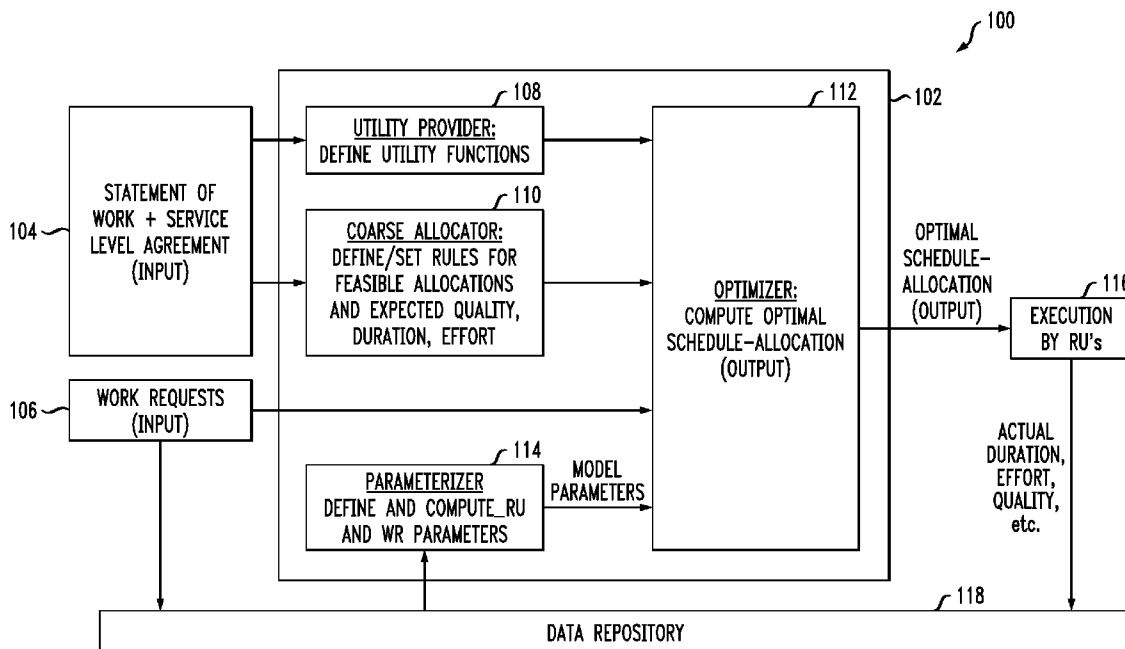 100
102
108
UTILITY PROVIDER:
DEFINE UTILITY FUNCTIONS
112
104
STATEMENT OF
WORK + SERVICE
LEVEL AGREEMENT
(INPUT)
110
COARSE ALLOCATOR:
DEFINE/SET RULES FOR
FEASIBLE ALLOCATIONS
AND EXPECTED QUALITY,
DURATION, EFFORT
OPTIMIZER:
COMPUTE OPTIMAL
SCHEDULE-ALLOCATION
(OUTPUT)
OPTIMAL
SCHEDULE-
ALLOCATION
(OUTPUT)
116
EXECUTION
BY RU's
106
WORK REQUESTS
(INPUT)
114
PARAMETERIZER
DEFINE AND COMPUTE_RU
AND WR PARAMETERS
MODEL
PARAMETERS
ACTUAL
DURATION,
EFFORT,
QUALITY,
etc.
118
DATA REPOSITORY